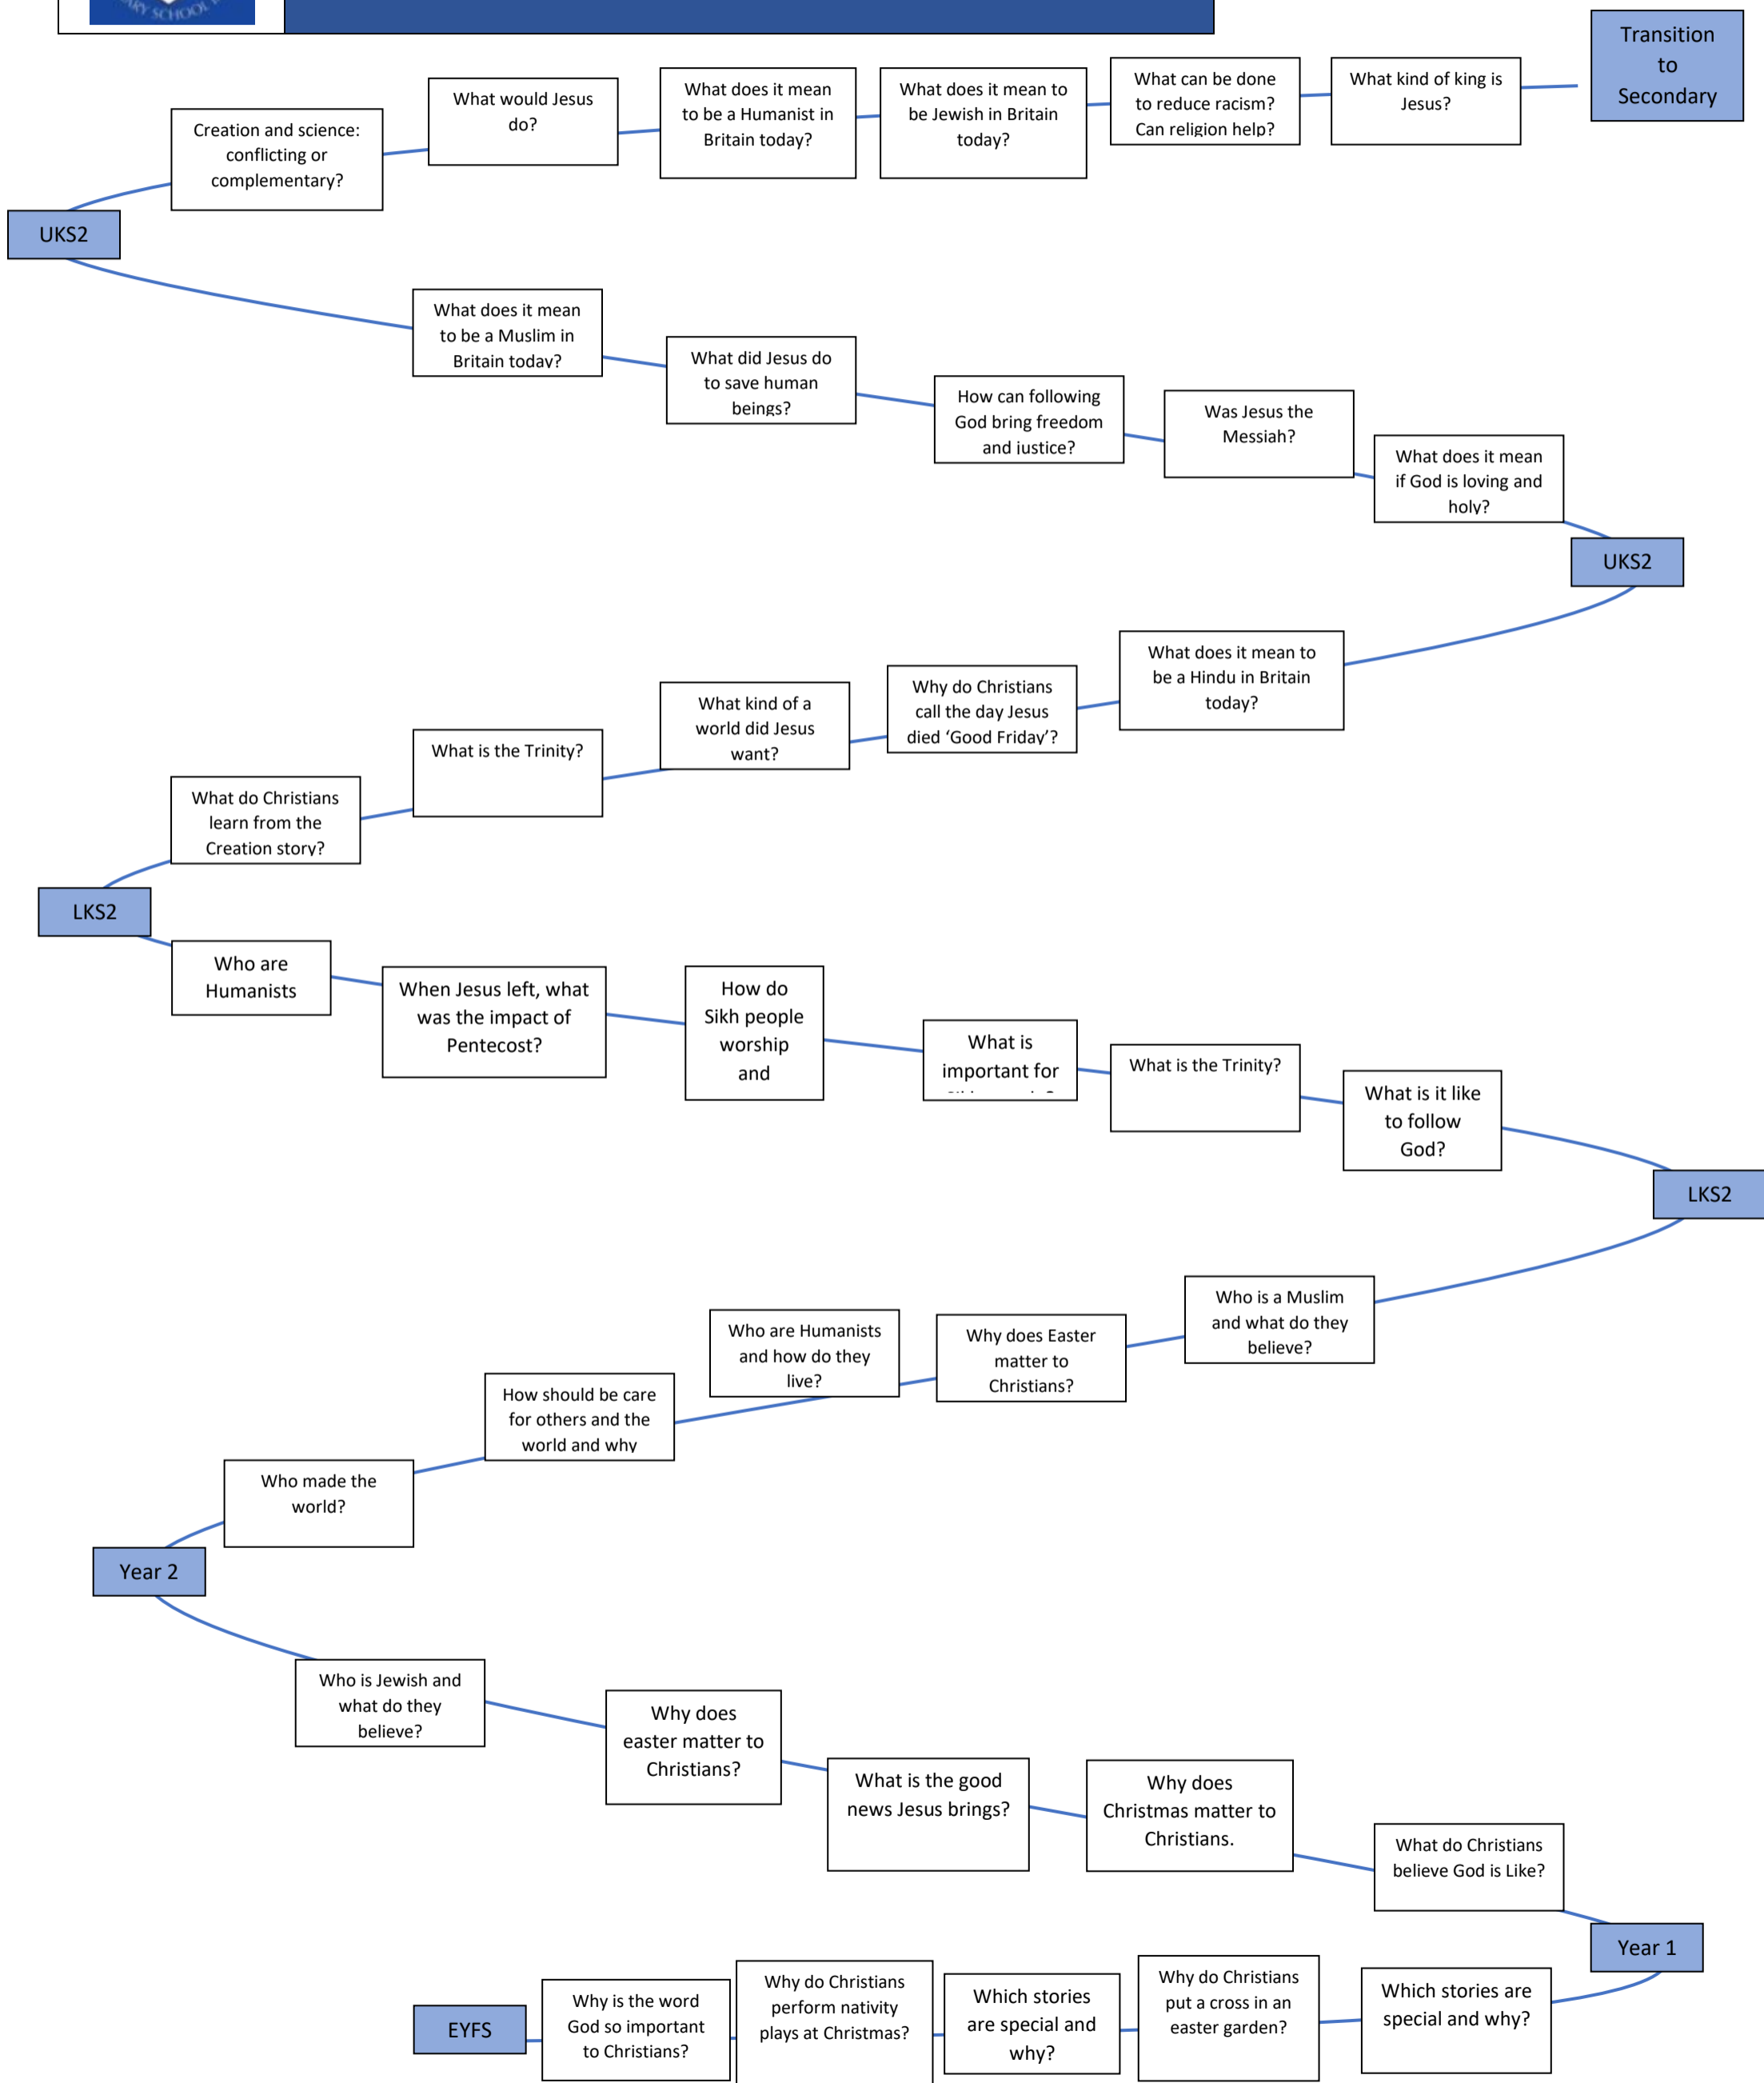 ARY SCHOOL
Transition
to
Secondary
What kind of king is
Jesus?
What can be done
to reduce racism?
Can religion help?
What does it mean to
be Jewish in Britain
today?
What does it mean
to be a Humanist in
Britain today?
What would Jesus
do?
Creation and science:
conflicting or
complementary?
UKS2
What does it mean
to be a Muslim in
Britain today?
What did Jesus do
to save human
beings?
How can following
God bring freedom
and justice?
Was Jesus the
Messiah?
What does it mean
if God is loving and
holy?
UKS2
What does it mean to
be a Hindu in Britain
today?
Why do Christians
call the day Jesus
died ‘Good Friday’?
What kind of a
world did Jesus
want?
What is the Trinity?
What do Christians
learn from the
Creation story?
LKS2
Who are
Humanists
When Jesus left, what
was the impact of
Pentecost?
How do
Sikh people
worship
and
What is
important for
What is the Trinity?
What is it like
to follow
God?
LKS2
Who is a Muslim
and what do they
believe?
Why does Easter
matter to
Christians?
Who are Humanists
and how do they
live?
How should be care
for others and the
world and why
Who made the
world?
Year 2
Who is Jewish and
what do they
believe?
Why does
easter matter to
Christians?
What is the good
news Jesus brings?
Why does
Christmas matter to
Christians.
What do Christians
believe God is Like?
Year 1
EYFS
Why is the word
God so important
to Christians?
Why do Christians
perform nativity
plays at Christmas?
Which stories
are special and
why?
Why do Christians
put a cross in an
easter garden?
Which stories are
special and why?